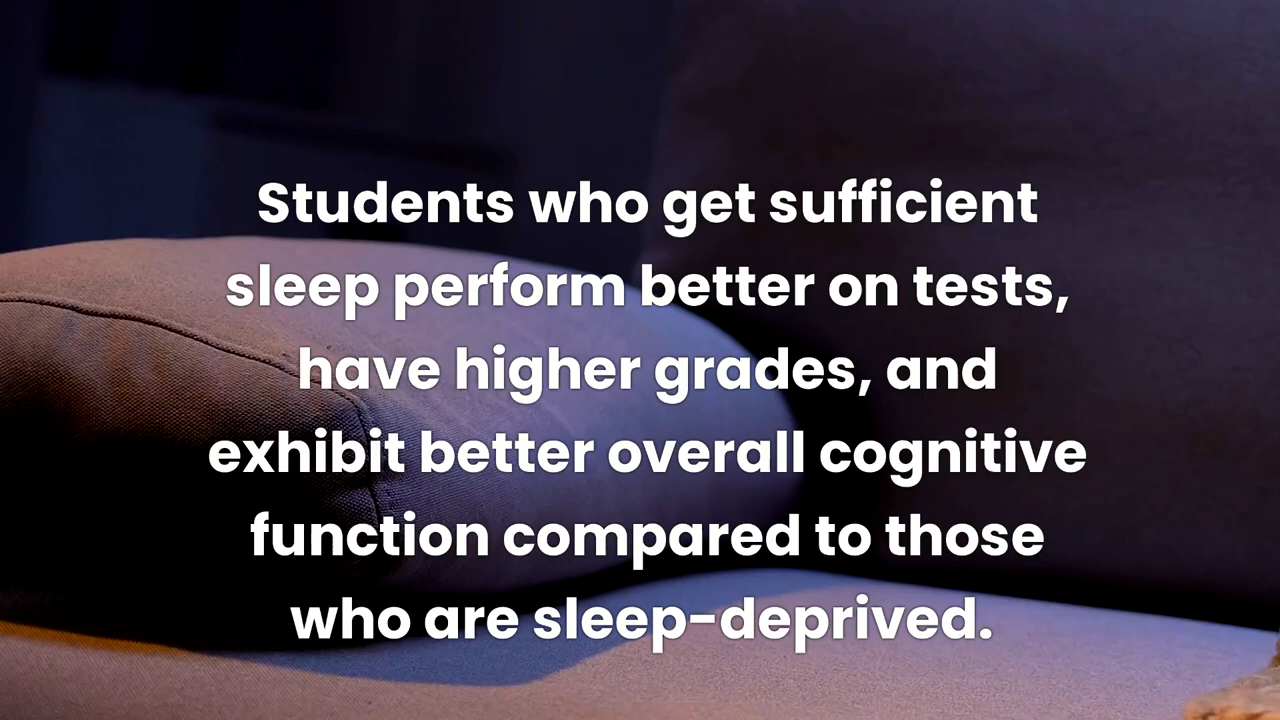 Students who get sufficient
sleep perform better on tests,
have higher grades, and
exhibit better overall cognitive
function compared to those
who are sleep-deprived.